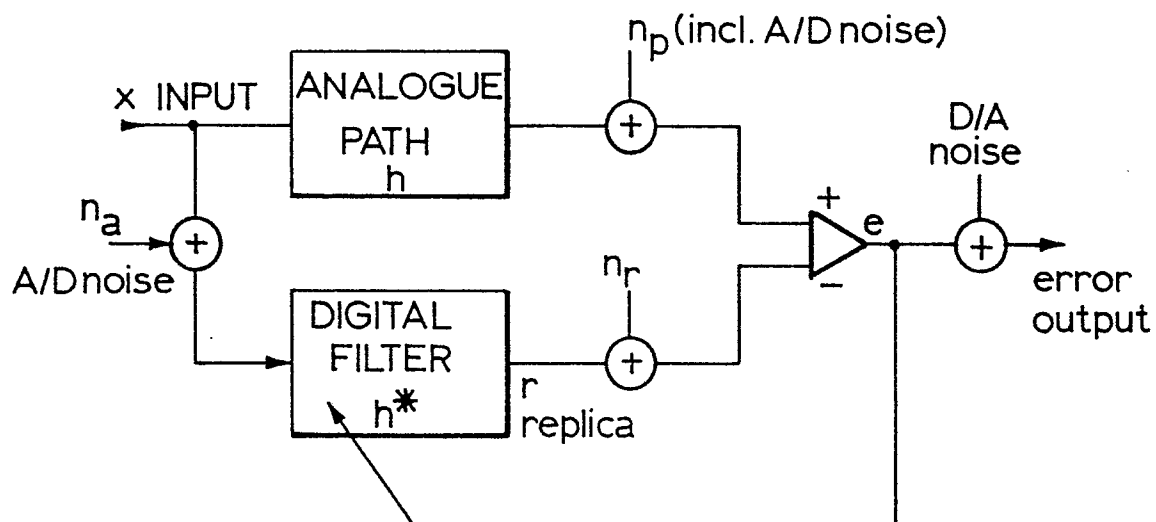 n_p (incl. A/D noise)
x INPUT
ANALOGUE
PATH
h
+
D/A
noise
n_a
+
A/D noise
+
e
+
−
error
output
n_r
DIGITAL
FILTER
h*
r
replica
+